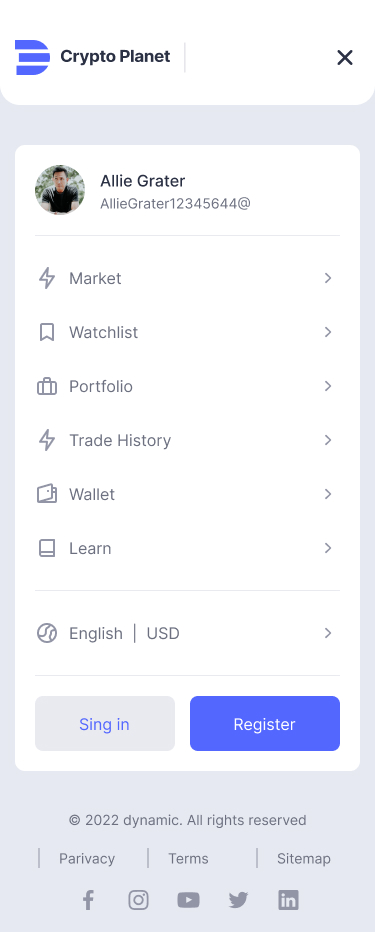 Crypto Planet
Allie Grater
AllieGrater12345644@
Market
Watchlist
Portfolio
Trade History
Wallet
Learn
English | USD
Sing in
Register
© 2022 dynamic. All rights reserved
Parivacy
Terms
Sitemap